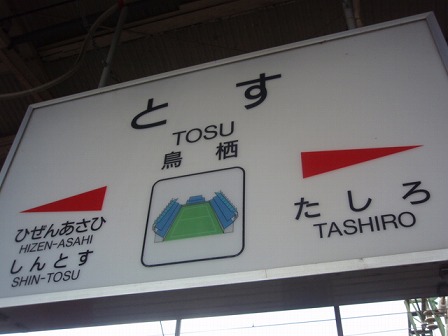 とす
TOSU
鳥栖
ひぜんあさひ
HIZEN-ASAHI
しんとす
SHIN-TOSU
たしろ
TASHIRO